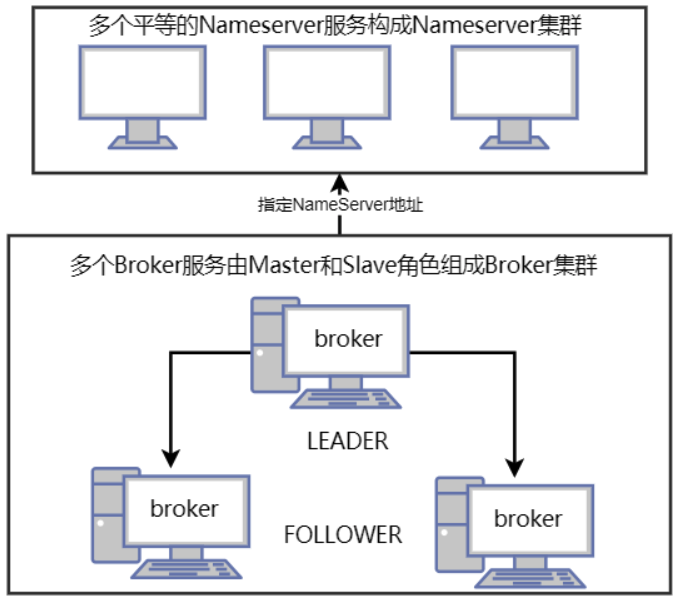 多个平等的Nameserver服务构成Nameserver集群
指定NameServer地址
多个Broker服务由Master和Slave角色组成Broker集群
broker
LEADER
broker
FOLLOWER
broker